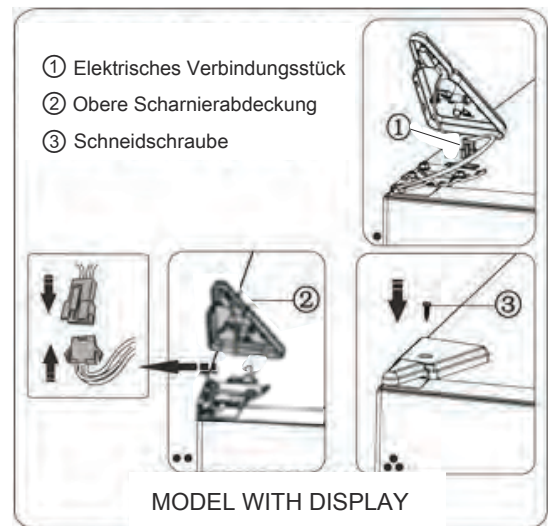 ① Elektrisches Verbindungsstück
② Obere Scharnierabdeckung
③ Schneidschraube
①
②
③
MODEL WITH DISPLAY